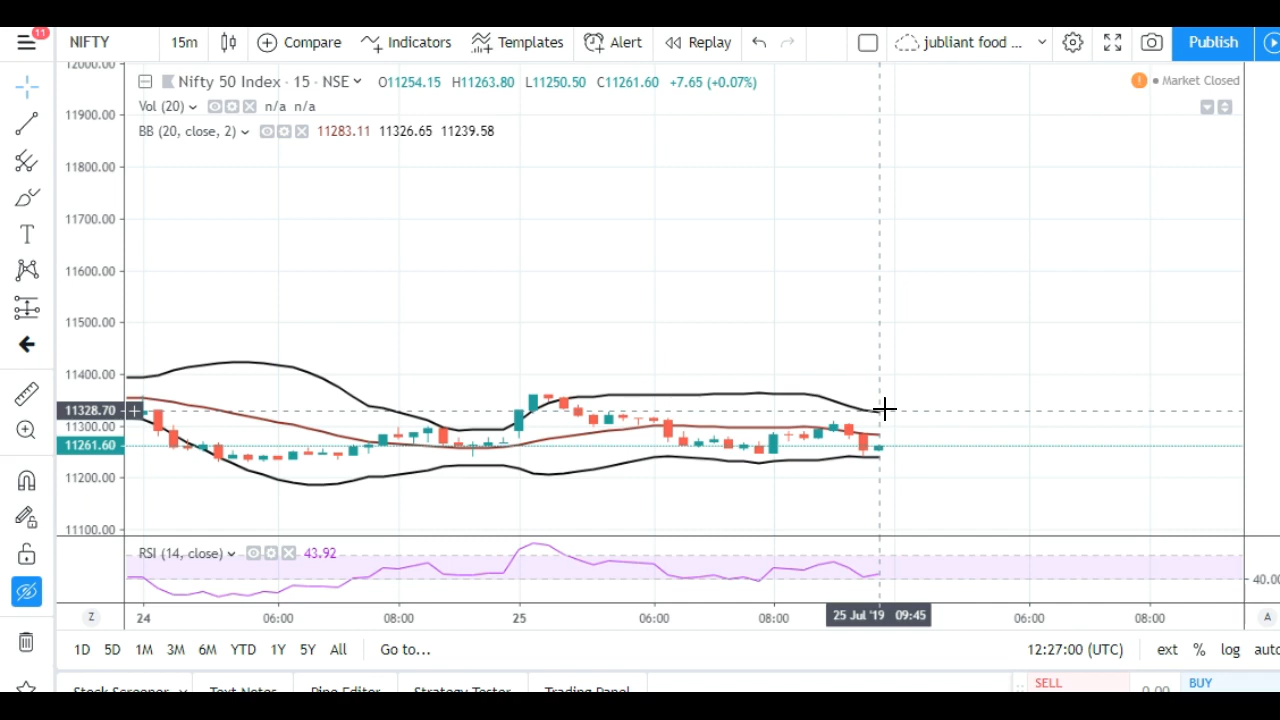 11
NIFTY
15m
Compare
Indicators
Templates
Alert
Replay
jubliant food ...
Publish
Nifty 50 Index · 15 · NSE
O11254.15 H11263.80 L11250.50 C11261.60 +7.65 (+0.07%)
Market Closed
Vol (20) n/a n/a
BB (20, close, 2) 11283.11 11326.65 11239.58
12000.00
11900.00
11800.00
11700.00
11600.00
11500.00
11400.00
11328.70
11300.00
11261.60
11200.00
11100.00
RSI (14, close) 43.92
40.00
Z
24 06:00 08:00 25 06:00 08:00 25 Jul '19 09:45 06:00 08:00
A
1D 5D 1M 3M 6M YTD 1Y 5Y All Go to... 12:27:00 (UTC) ext % log auto
Stock Screener Text Notes Pine Editor Strategy Tester Trading Panel
SELL 0.00 BUY